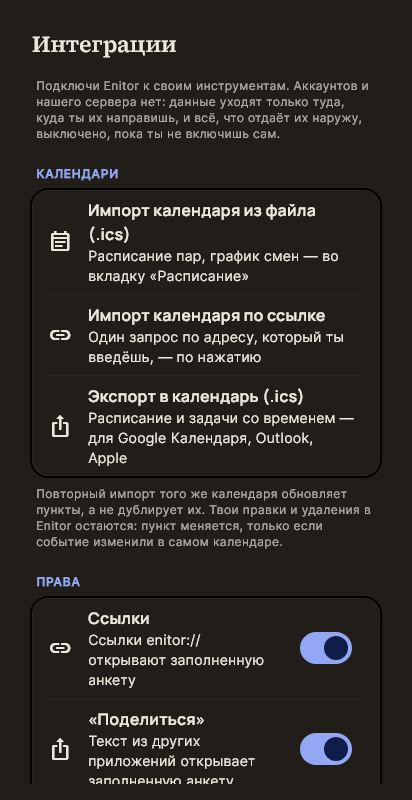 Интеграции
Подключи Enitor к своим инструментам. Аккаунтов и
нашего сервера нет: данные уходят только туда,
куда ты их направишь, и всё, что отдаёт их наружу,
выключено, пока ты не включишь сам.
КАЛЕНДАРИ
Импорт календаря из файла
(.ics)
Расписание пар, график смен — во
вкладку «Расписание»
Импорт календаря по ссылке
Один запрос по адресу, который ты
введёшь, — по нажатию
Экспорт в календарь (.ics)
Расписание и задачи со временем —
для Google Календаря, Outlook,
Apple
Повторный импорт того же календаря обновляет
пункты, а не дублирует их. Твои правки и удаления в
Enitor остаются: пункт меняется, только если
событие изменили в самом календаре.
ПРАВА
Ссылки
Ссылки enitor://
открывают заполненную
анкету
«Поделиться»
Текст из других
приложений открывает
заполненную анкету